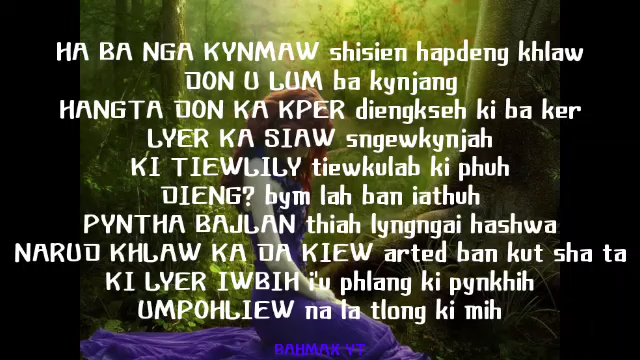 HA BA NGA KYNMAW shisien hapdeng khlaw
DON U LUM ba kynjang
HANGTA DON KA KPER diengkseh ki ba ker
LYER KA SIAW sngewkynjah
KI TIEWLILY tiewkulab ki phuh
DIENG? bym lah ban iathuh
PYNTHA BAJLAN thiah lyngngai hashwa
NARUD KHLAW KA DA KIEW arted ban kut sha ta
KI LYER IWBIH i'u phlang ki pynkhih
UMPOHLIEW na la tlong ki mih
BAHMAX YT